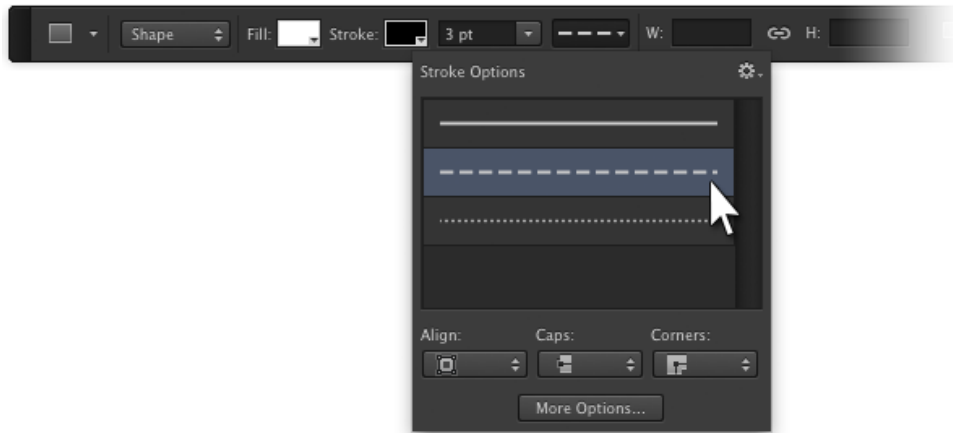 Shape Fill: Stroke: 3 pt W: H:
Stroke Options
Align: Caps: Corners:
More Options...